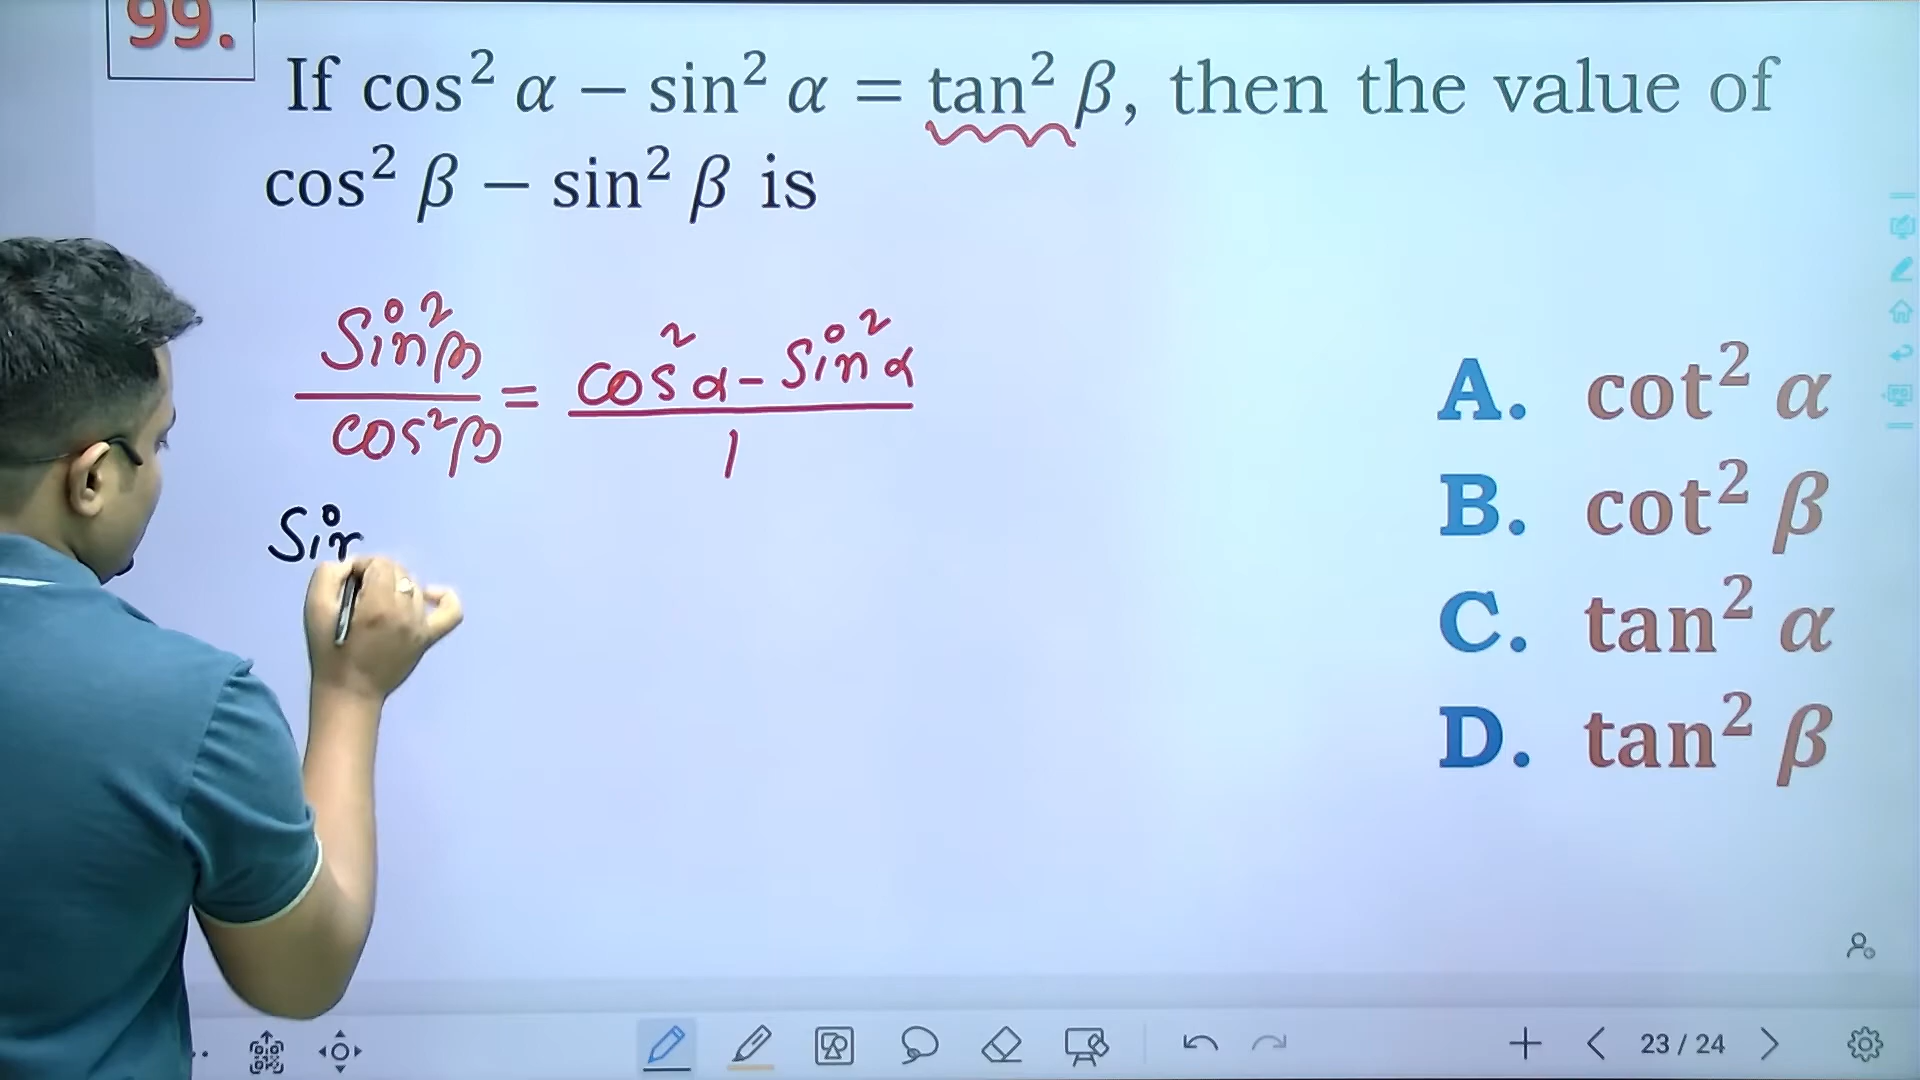 99.
If cos² α − sin² α = tan² β, then the value of
cos² β − sin² β is
sin²β / cos²β = cos²α - sin²α / 1
Sin
A. cot² α
B. cot² β
C. tan² α
D. tan² β
23 / 24